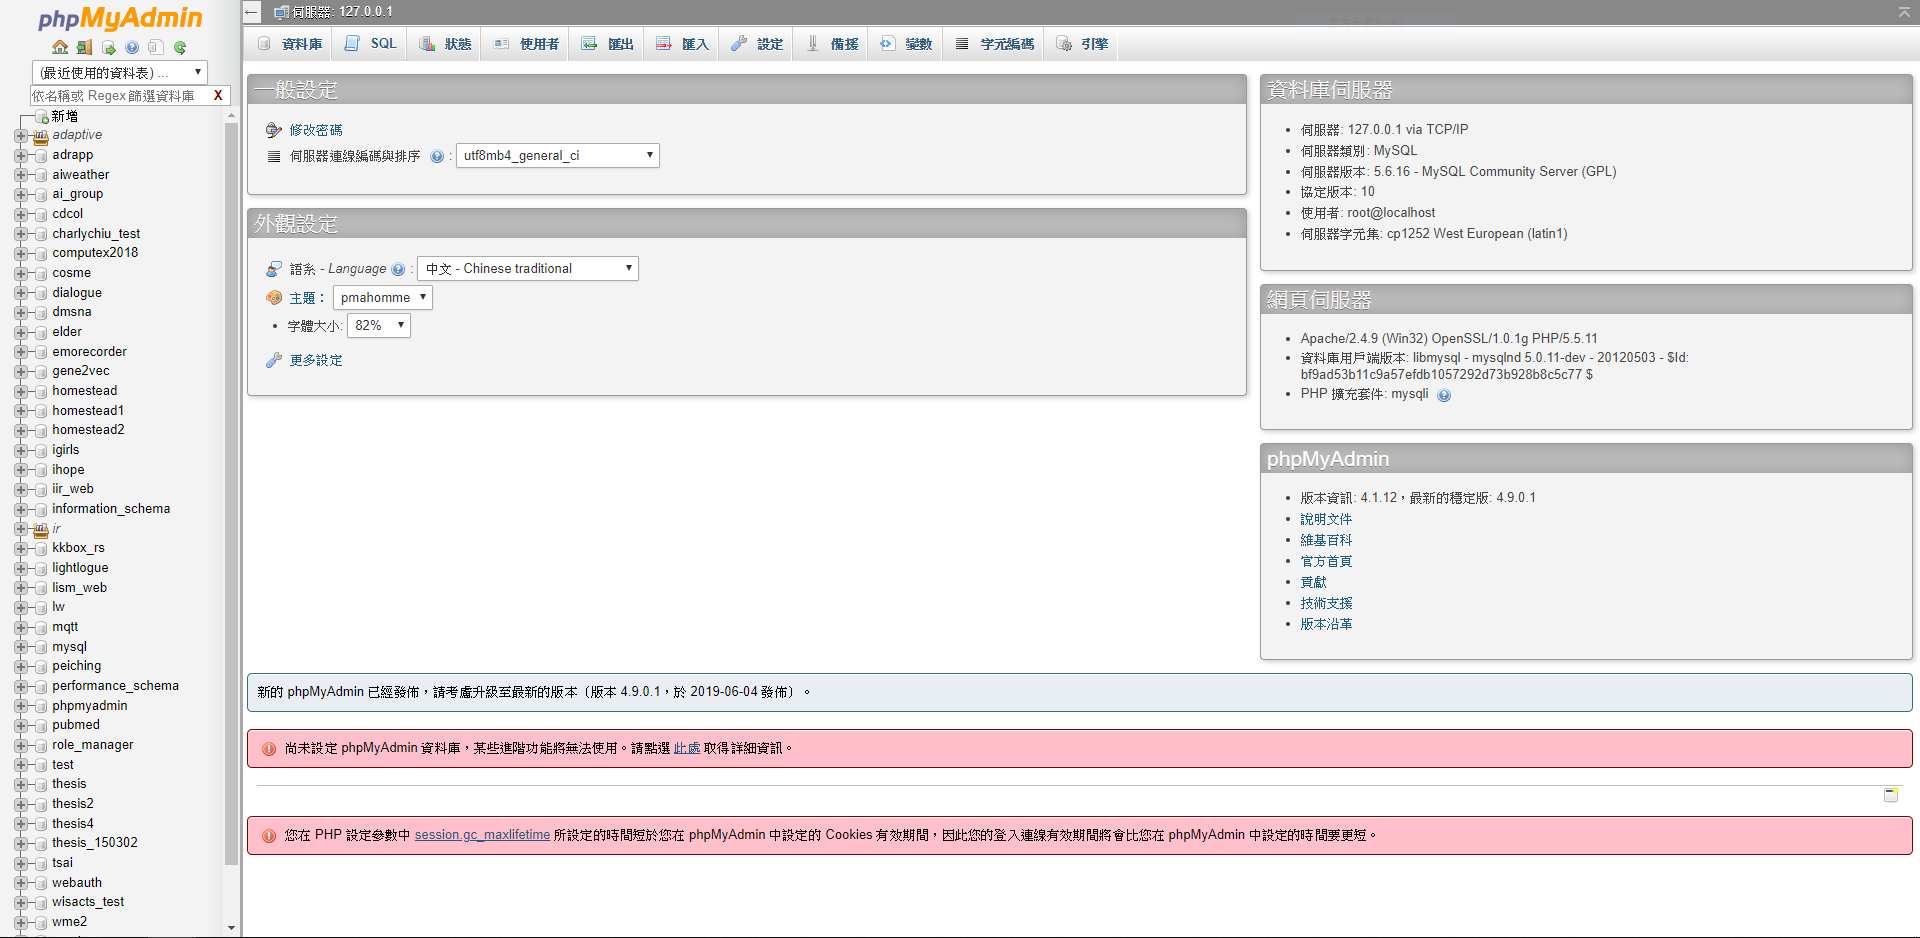 phpMyAdmin
(最近使用的資料表) ...
依名稱或 Regex 篩選資料庫 X
新增
adaptive
adrapp
aiweather
ai_group
cdcol
charlychiu_test
computex2018
cosme
dialogue
dmsna
elder
emorecorder
gene2vec
homestead
homestead1
homestead2
igirls
ihope
iir_web
information_schema
ir
kkbox_rs
lightlogue
lism_web
lw
mqtt
mysql
peiching
performance_schema
phpmyadmin
pubmed
role_manager
test
thesis
thesis2
thesis4
thesis_150302
tsai
webauth
wisacts_test
wme2
伺服器: 127.0.0.1
資料庫 SQL 狀態 使用者 匯出 匯入 設定 備援 變數 字元編碼 引擎
一般設定
修改密碼
伺服器連線編碼與排序 : utf8mb4_general_ci
外觀設定
語系 - Language : 中文 - Chinese traditional
主題： pmahomme
字體大小: 82%
更多設定
資料庫伺服器
伺服器: 127.0.0.1 via TCP/IP
伺服器類別: MySQL
伺服器版本: 5.6.16 - MySQL Community Server (GPL)
協定版本: 10
使用者: root@localhost
伺服器字元集: cp1252 West European (latin1)
網頁伺服器
Apache/2.4.9 (Win32) OpenSSL/1.0.1g PHP/5.5.11
資料庫用戶端版本: libmysql - mysqlnd 5.0.11-dev - 20120503 - $Id:
bf9ad53b11c9a57efdb1057292d73b928b8c5c77 $
PHP 擴充套件: mysqli
phpMyAdmin
版本資訊: 4.1.12，最新的穩定版: 4.9.0.1
說明文件
維基百科
官方首頁
貢獻
技術支援
版本沿革
新的 phpMyAdmin 已經發佈，請考慮升級至最新的版本（版本 4.9.0.1，於 2019-06-04 發佈）。
尚未設定 phpMyAdmin 資料庫，某些進階功能將無法使用。請點選 此處 取得詳細資訊。
您在 PHP 設定參數中 session.gc_maxlifetime 所設定的時間短於您在 phpMyAdmin 中設定的 Cookies 有效期間，因此您的登入連線有效期間將會比您在 phpMyAdmin 中設定的時間要更短。